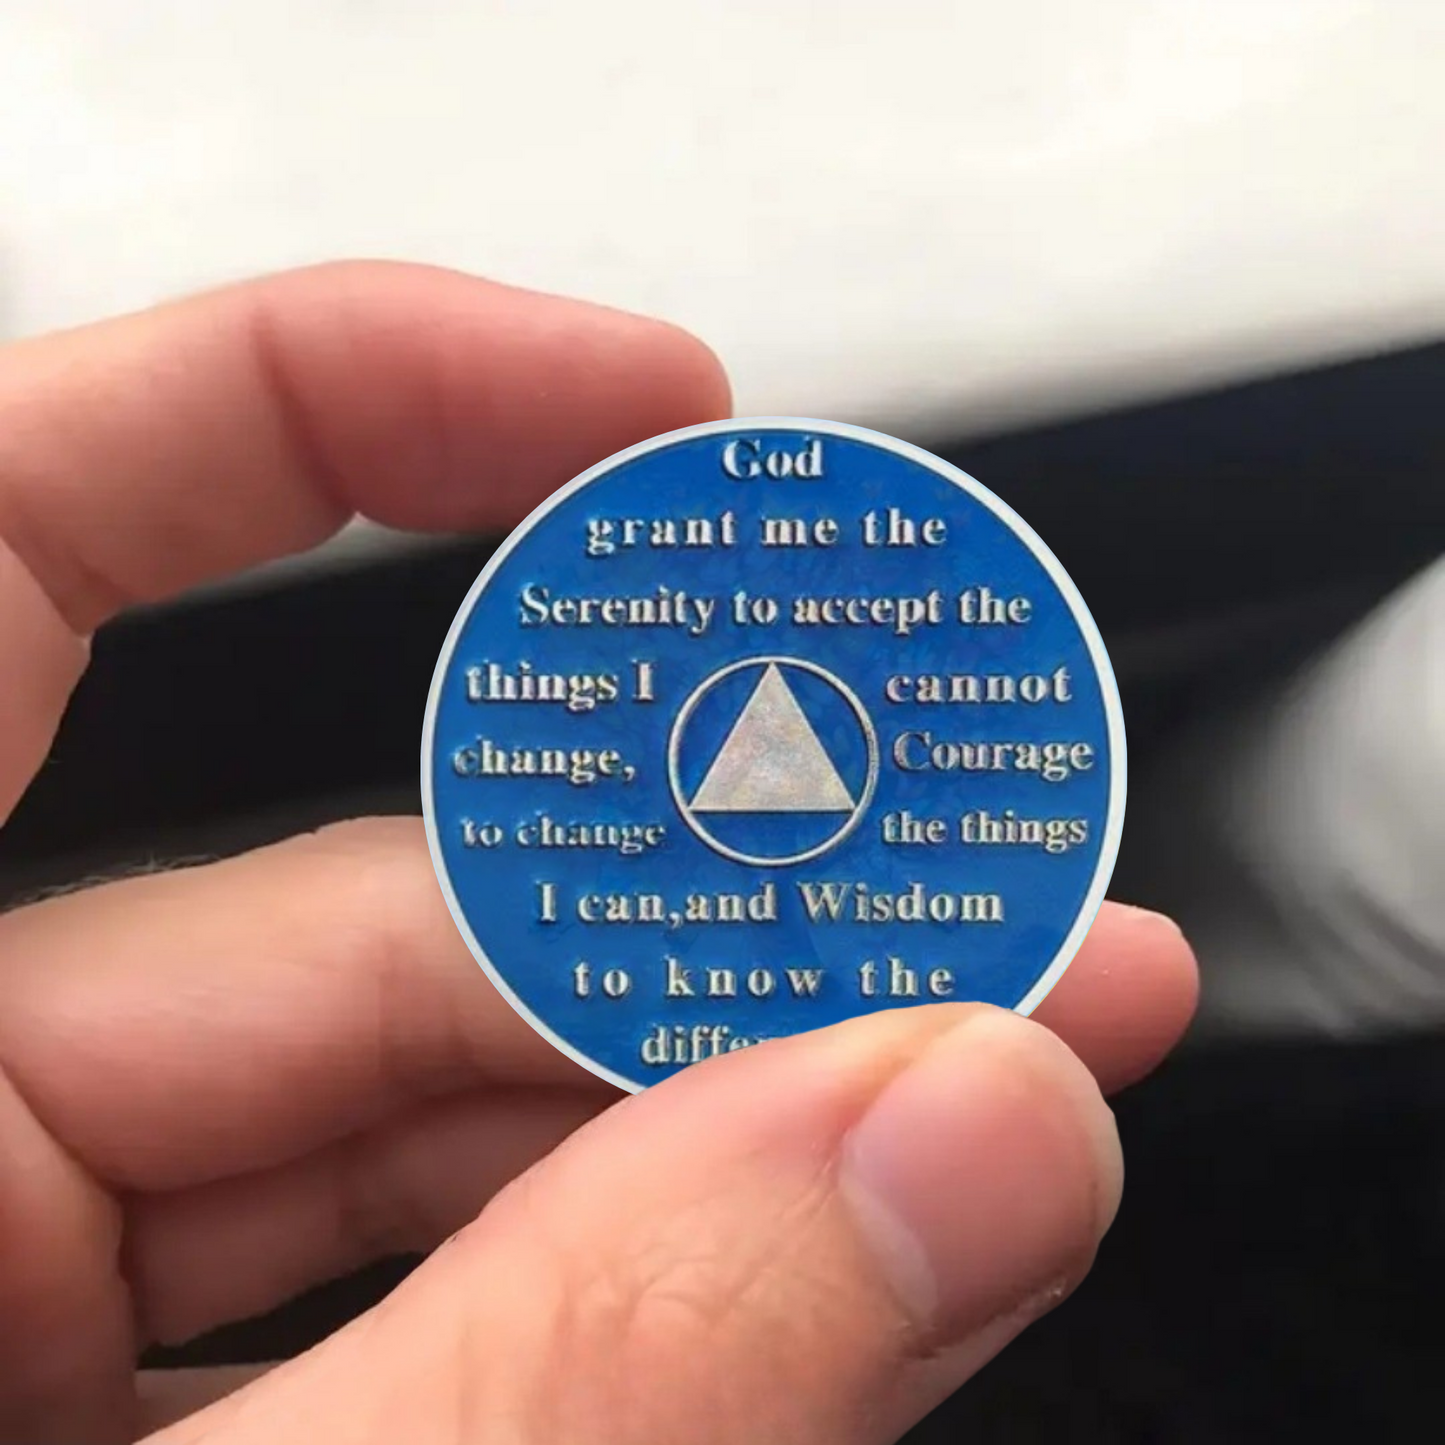 God
grant me the
Serenity to accept the
things I cannot
change, Courage
to change the things
I can,and Wisdom
to know the